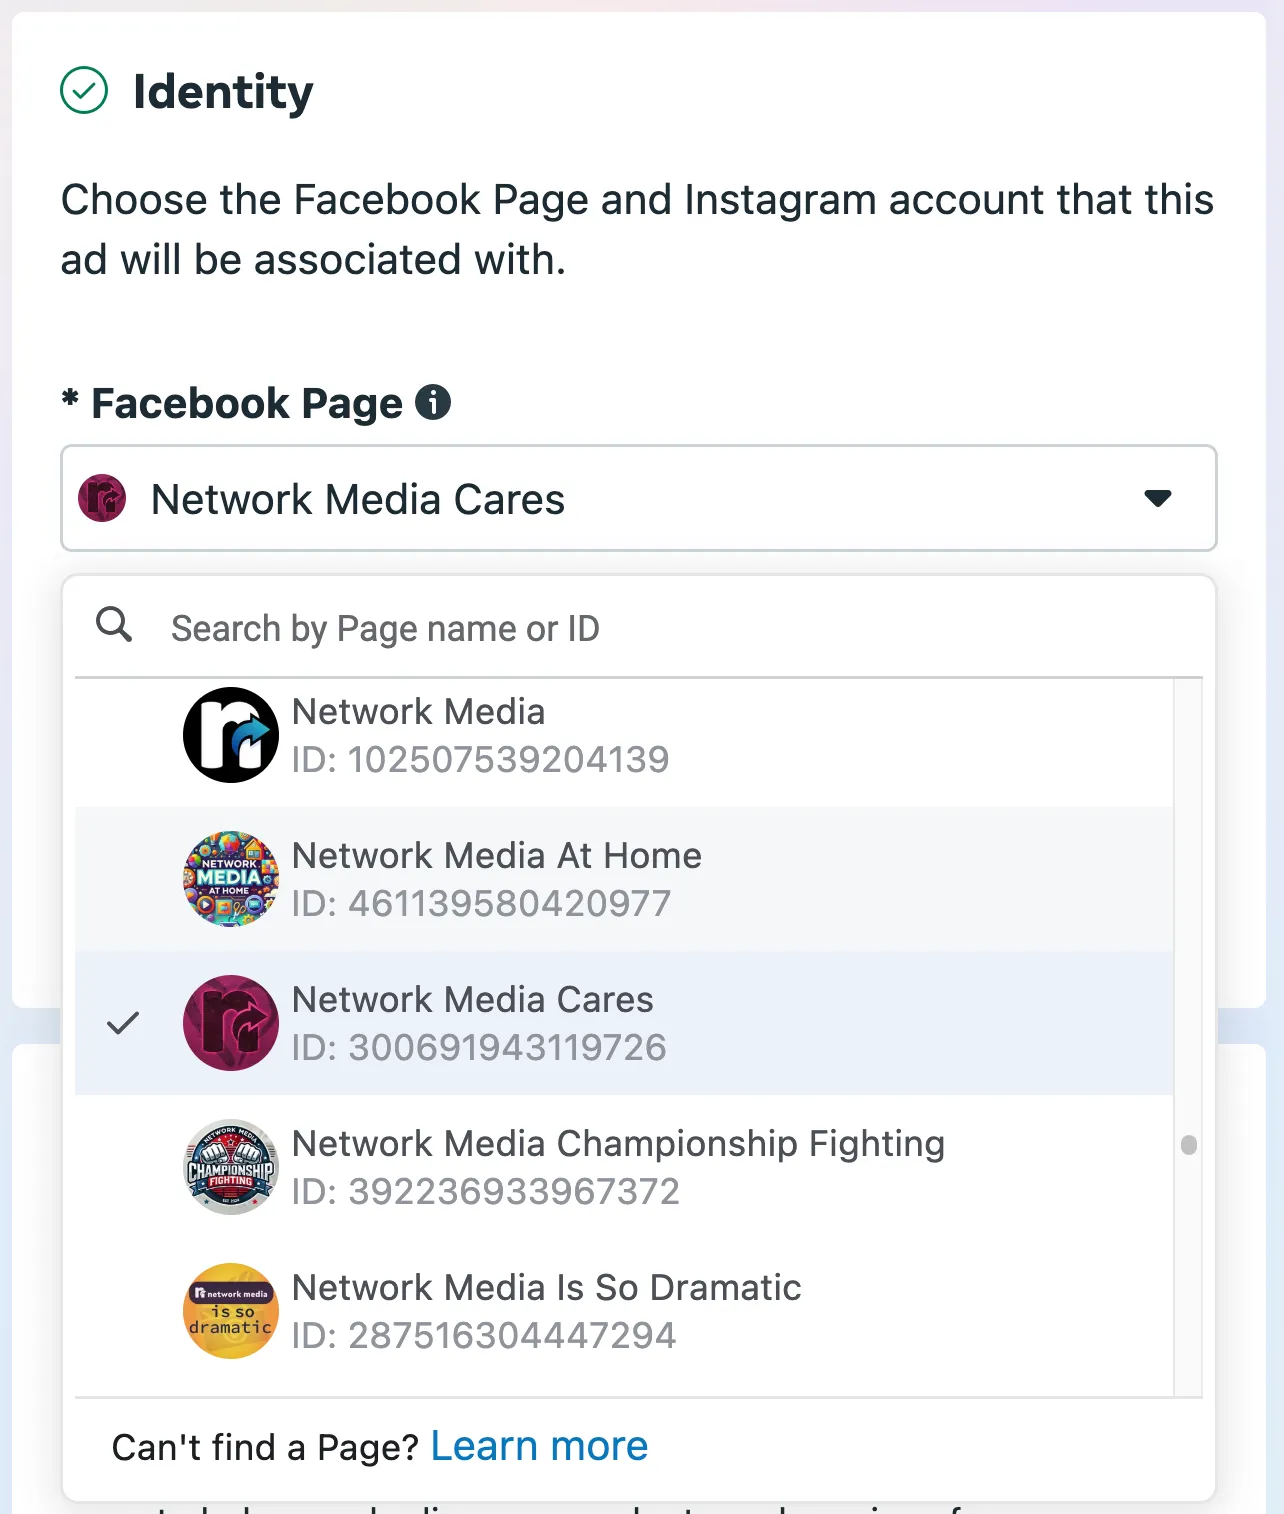 Identity
Choose the Facebook Page and Instagram account that this
ad will be associated with.
* Facebook Page
Network Media Cares
Search by Page name or ID
Network Media
ID: 102507539204139
NETWORK
MEDIA
AT HOME
Network Media At Home
ID: 461139580420977
Network Media Cares
ID: 300691943119726
NETWORK MEDIA
CHAMPIONSHIP
FIGHTING
Network Media Championship Fighting
ID: 392236933967372
network media
is so
dramatic
Network Media Is So Dramatic
ID: 287516304447294
Can't find a Page? Learn more